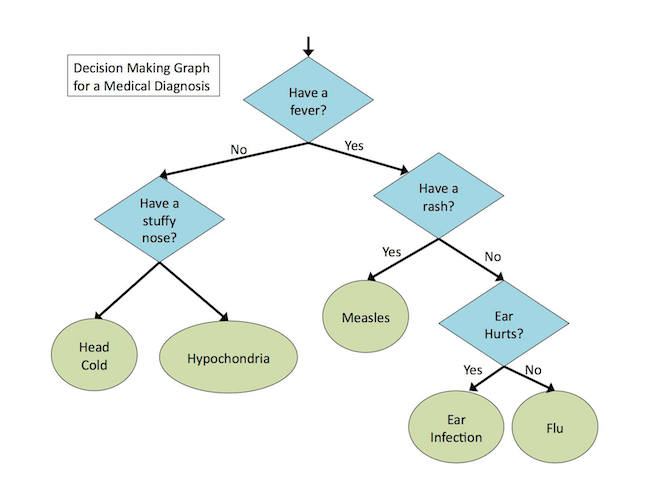 Decision Making Graph
for a Medical Diagnosis
Have a
fever?
No
Yes
Have a
stuffy
nose?
Have a
rash?
Yes
No
Head
Cold
Hypochondria
Measles
Ear
Hurts?
Yes
No
Ear
Infection
Flu